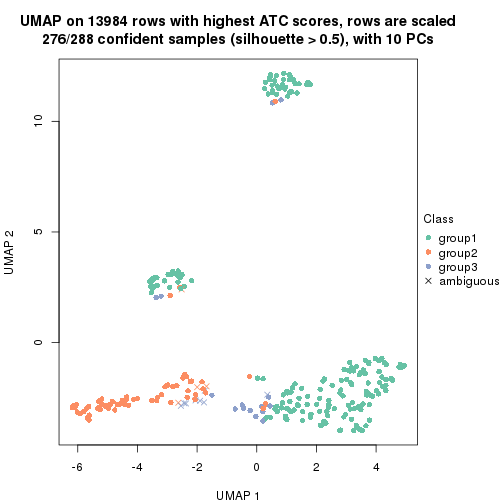 UMAP on 13984 rows with highest ATC scores, rows are scaled
276/288 confident samples (silhouette > 0.5), with 10 PCs
10
5
0
UMAP 2
Class
group1
group2
group3
ambiguous
-6 -4 -2 0 2 4
UMAP 1